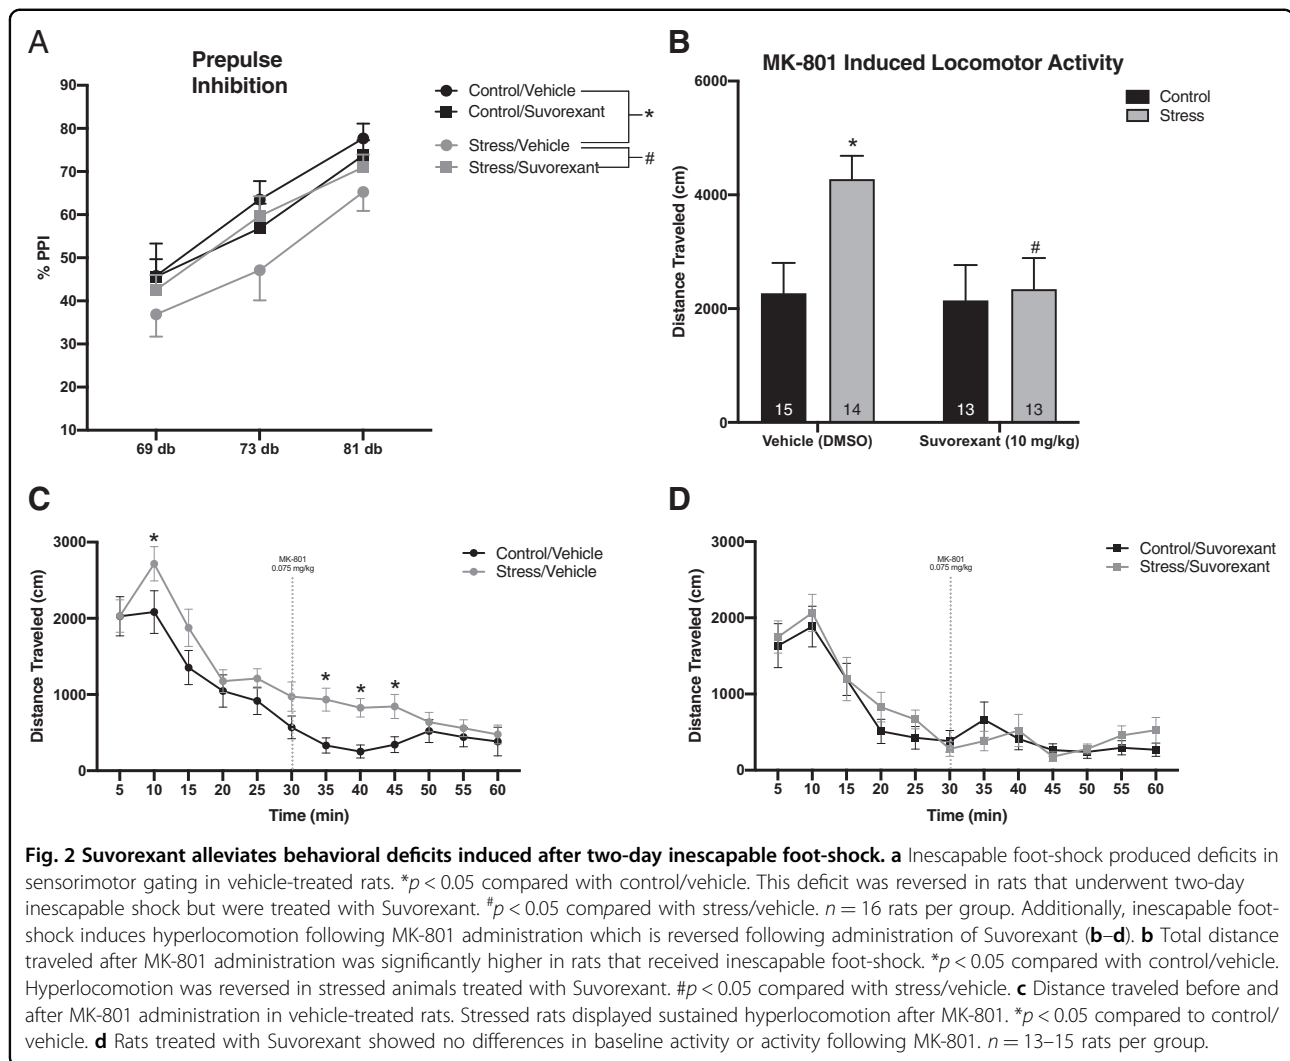 A
Prepulse
Inhibition
% PPI
90
80
70
60
50
40
30
20
10
69 db 73 db 81 db
Control/Vehicle
Control/Suvorexant
*
Stress/Vehicle
Stress/Suvorexant
#
B
MK-801 Induced Locomotor Activity
Distance Traveled (cm)
6000
4000
2000
0
Control
Stress
*
#
15 14 13 13
Vehicle (DMSO) Suvorexant (10 mg/kg)
C
Distance Traveled (cm)
3000
2000
1000
0
*
MK-801
0.075 mg/kg
* * *
Control/Vehicle
Stress/Vehicle
5 10 15 20 25 30 35 40 45 50 55 60
Time (min)
D
Distance Traveled (cm)
3000
2000
1000
0
MK-801
0.075 mg/kg
Control/Suvorexant
Stress/Suvorexant
5 10 15 20 25 30 35 40 45 50 55 60
Time (min)
Fig. 2 Suvorexant alleviates behavioral deficits induced after two-day inescapable foot-shock. a Inescapable foot-shock produced deficits in
sensorimotor gating in vehicle-treated rats. *p < 0.05 compared with control/vehicle. This deficit was reversed in rats that underwent two-day
inescapable shock but were treated with Suvorexant. #p < 0.05 compared with stress/vehicle. n = 16 rats per group. Additionally, inescapable foot-
shock induces hyperlocomotion following MK-801 administration which is reversed following administration of Suvorexant (b–d). b Total distance
traveled after MK-801 administration was significantly higher in rats that received inescapable foot-shock. *p < 0.05 compared with control/vehicle.
Hyperlocomotion was reversed in stressed animals treated with Suvorexant. #p < 0.05 compared with stress/vehicle. c Distance traveled before and
after MK-801 administration in vehicle-treated rats. Stressed rats displayed sustained hyperlocomotion after MK-801. *p < 0.05 compared to control/
vehicle. d Rats treated with Suvorexant showed no differences in baseline activity or activity following MK-801. n = 13–15 rats per group.